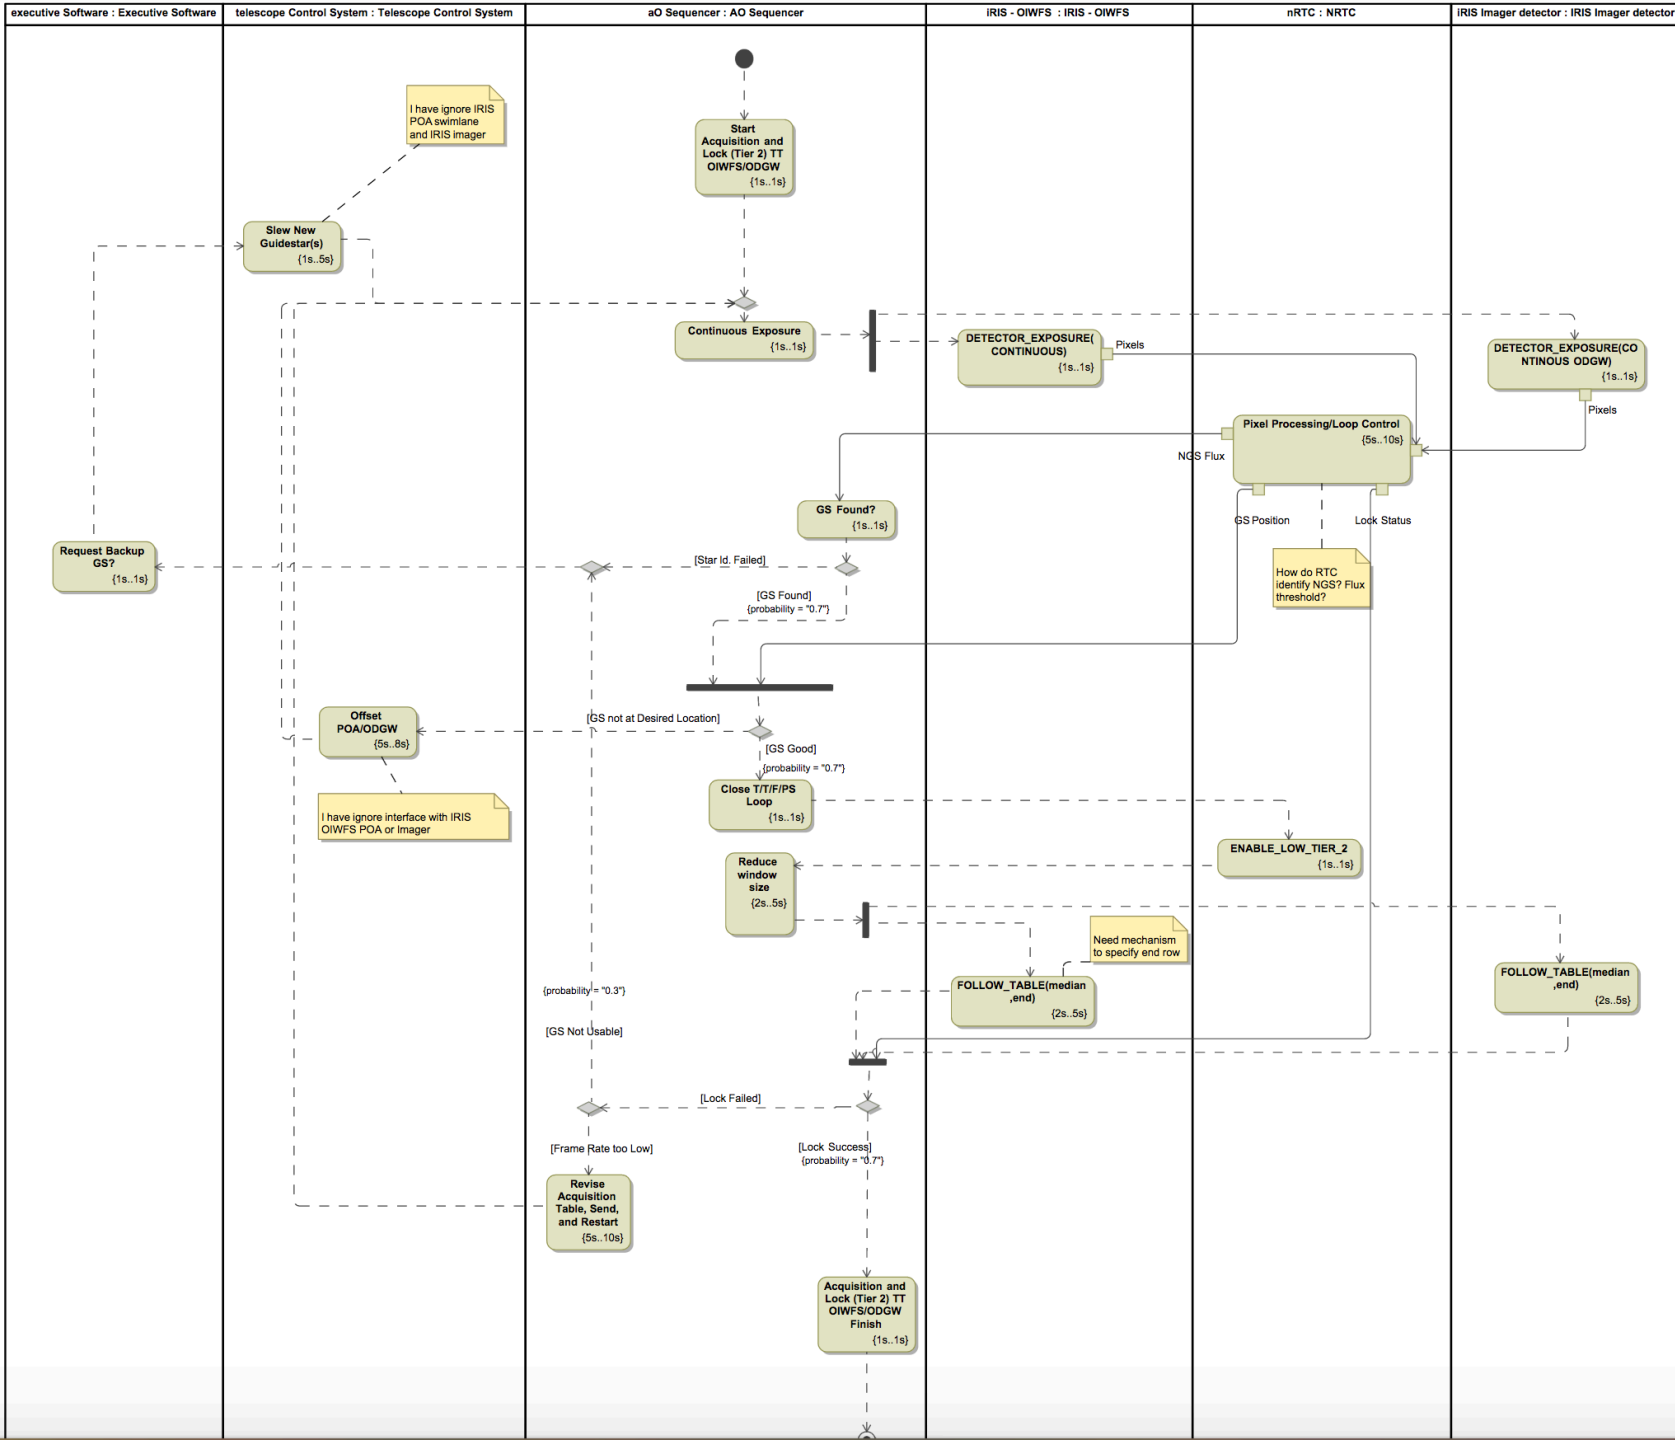 executive Software : Executive Software
telescope Control System : Telescope Control System
aO Sequencer : AO Sequencer
iRIS - OIWFS : IRIS - OIWFS
nRTC : NRTC
iRIS Imager detector : IRIS Imager detector
I have ignore IRIS
POA swimlane
and IRIS imager
Start
Acquisition and
Lock (Tier 2) TT
OIWFS/ODGW
{1s..1s}
Slew New
Guidestar(s)
{1s..5s}
Continuous Exposure
{1s..1s}
DETECTOR_EXPOSURE(
CONTINUOUS)
{1s..1s}
Pixels
DETECTOR_EXPOSURE(CO
NTINOUS ODGW)
{1s..1s}
Pixels
Pixel Processing/Loop Control
{5s..10s}
NGS Flux
GS Position
Lock Status
GS Found?
{1s..1s}
How do RTC
identify NGS? Flux
threshold?
Request Backup
GS?
{1s..1s}
[Star Id. Failed]
[GS Found]
{probability = "0.7"}
Offset
POA/ODGW
{5s..8s}
[GS not at Desired Location]
[GS Good]
{probability = "0.7"}
I have ignore interface with IRIS
OIWFS POA or Imager
Close T/T/F/PS
Loop
{1s..1s}
ENABLE_LOW_TIER_2
{1s..1s}
Reduce
window
size
{2s..5s}
Need mechanism
to specify end row
FOLLOW_TABLE(median
,end)
{2s..5s}
FOLLOW_TABLE(median
,end)
{2s..5s}
{probability = "0.3"}
[GS Not Usable]
[Lock Failed]
[Frame Rate too Low]
[Lock Success]
{probability = "0.7"}
Revise
Acquisition
Table, Send,
and Restart
{5s..10s}
Acquisition and
Lock (Tier 2) TT
OIWFS/ODGW
Finish
{1s..1s}